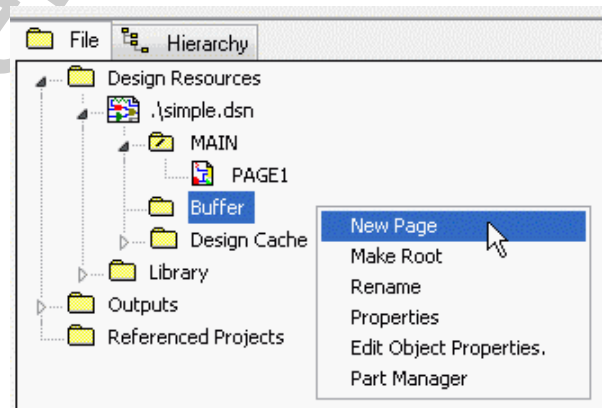 File Hierarchy
Design Resources
.\simple.dsn
MAIN
PAGE1
Buffer
Design Cache
Library
Outputs
Referenced Projects
New Page
Make Root
Rename
Properties
Edit Object Properties.
Part Manager